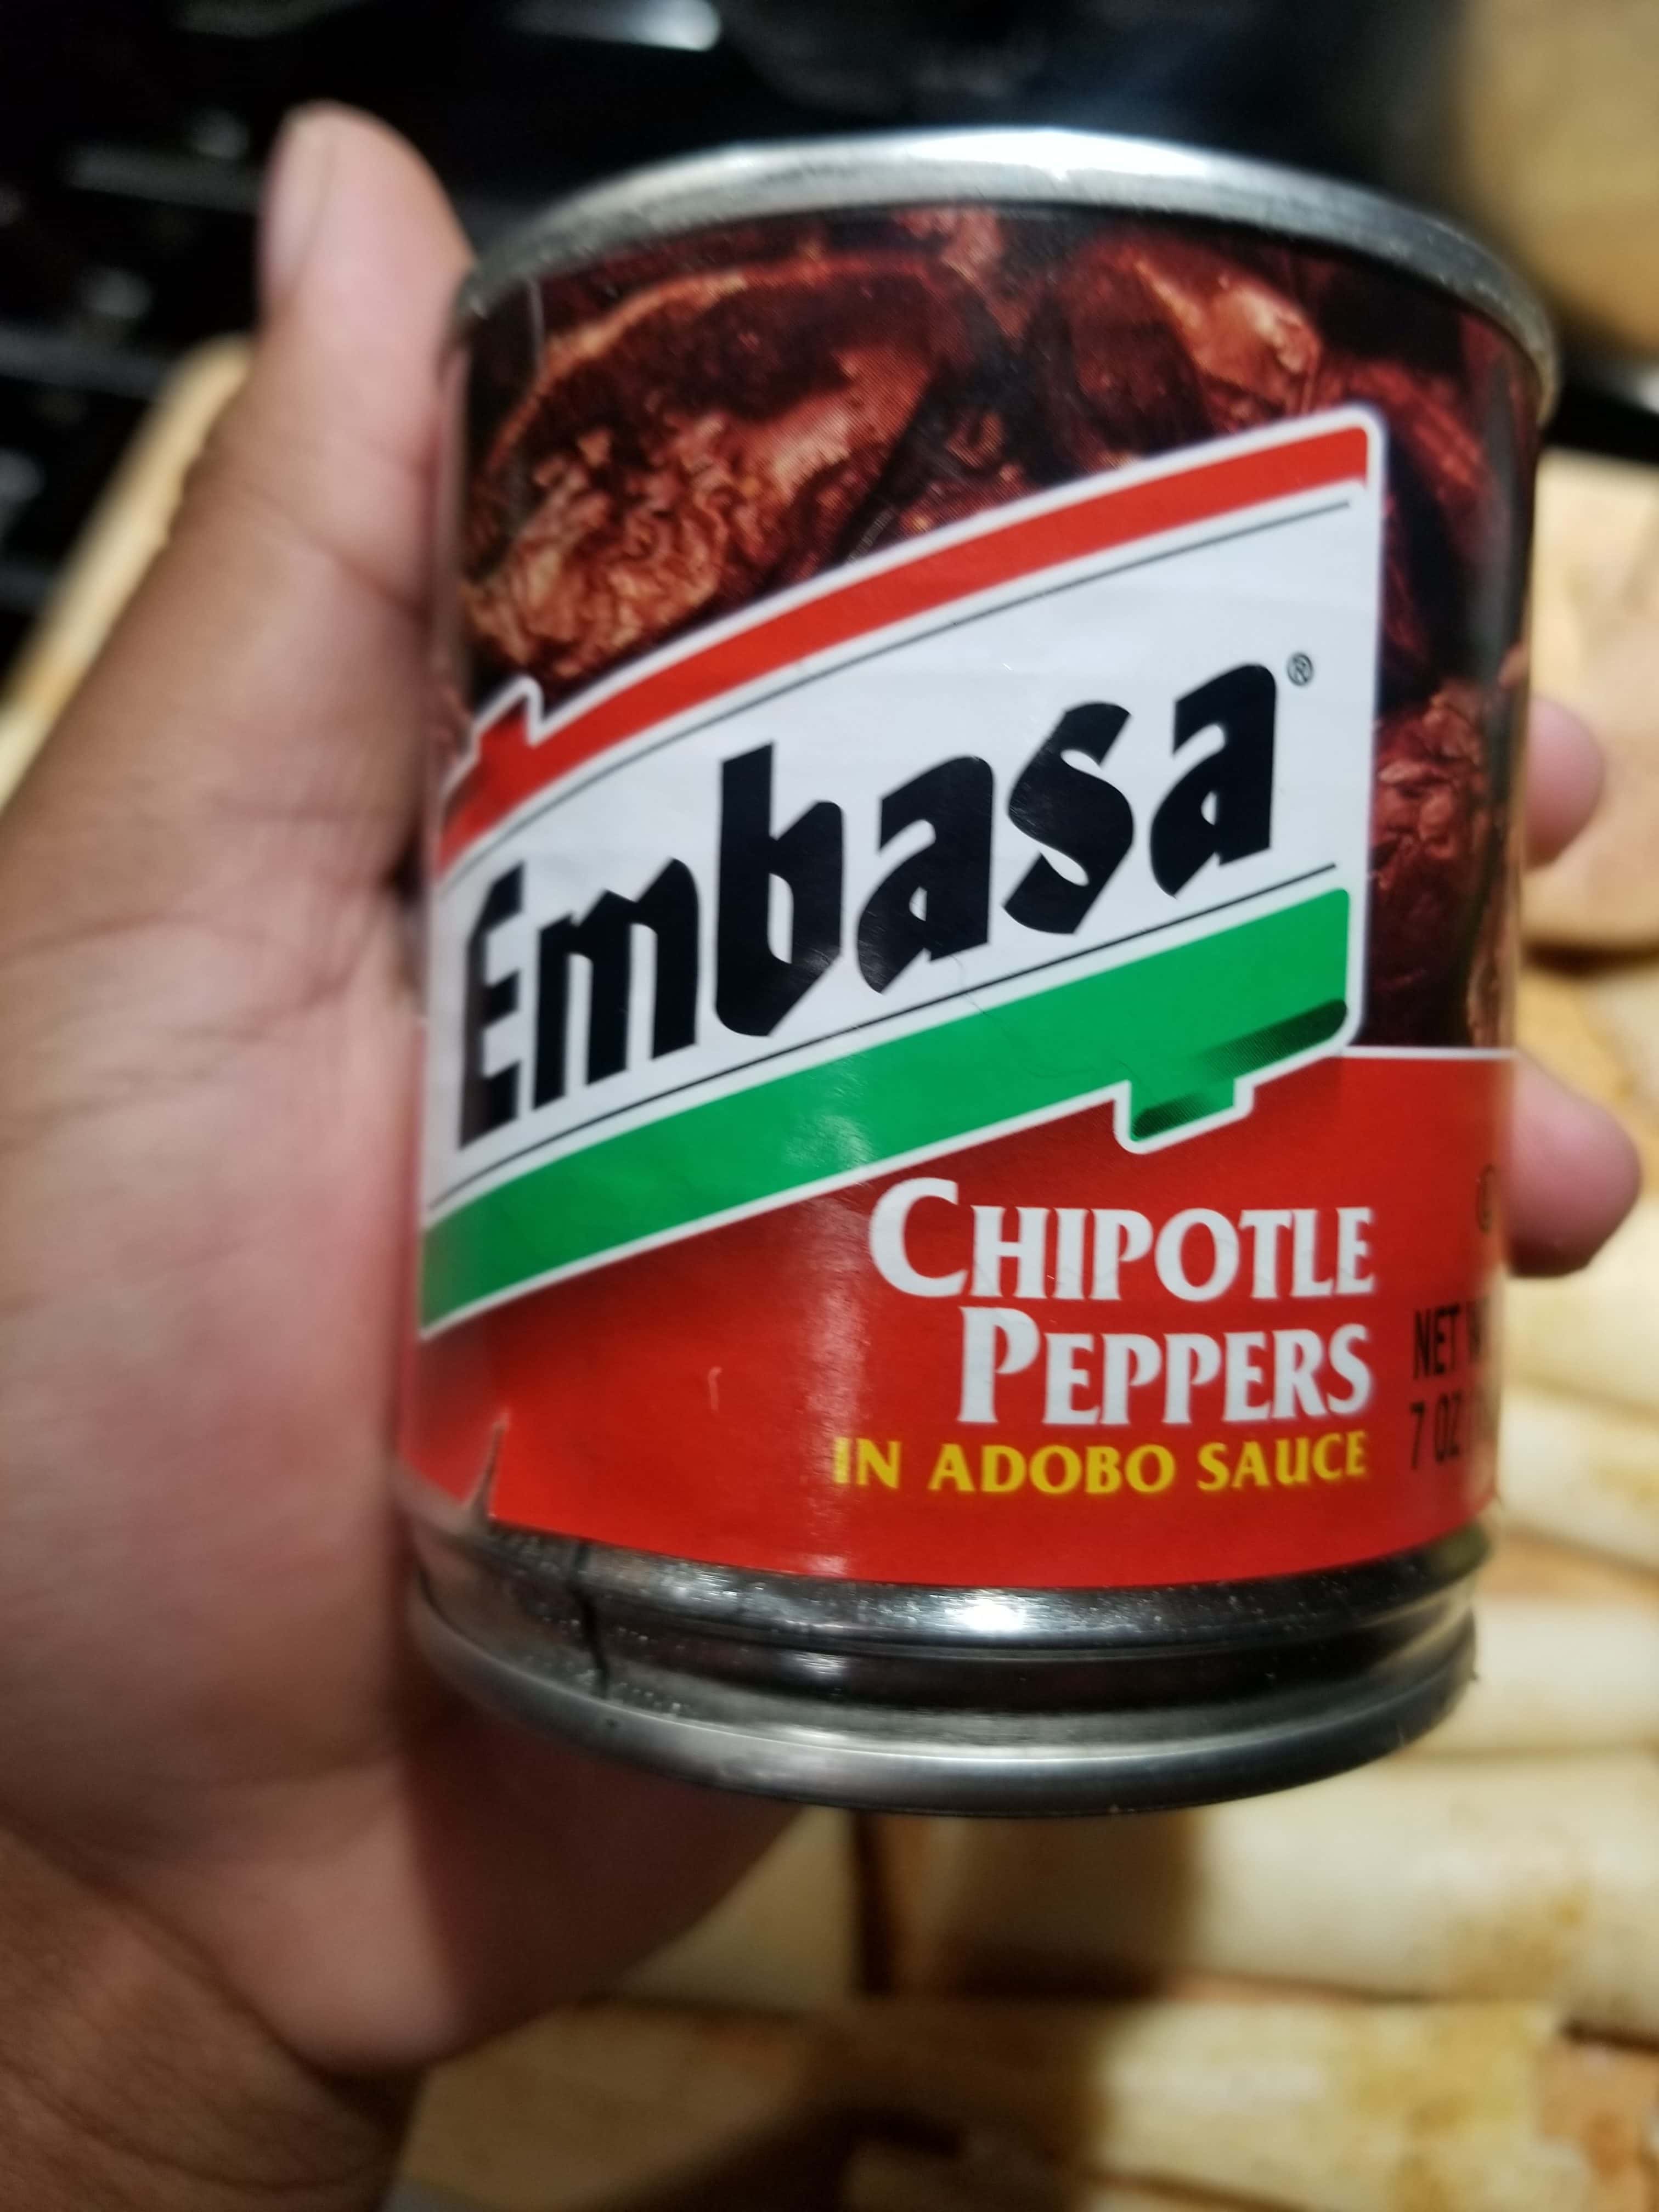 Embasa®
CHIPOTLE
PEPPERS
IN ADOBO SAUCE
NET
7 OZ